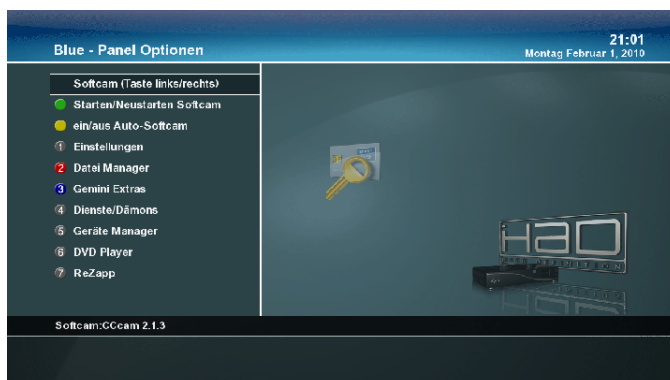 Blue - Panel Optionen
21:01
Montag Februar 1, 2010
Softcam (Taste links/rechts)
Starten/Neustarten Softcam
ein/aus Auto-Softcam
1 Einstellungen
2 Datei Manager
3 Gemini Extras
4 Dienste/Dämons
5 Geräte Manager
6 DVD Player
7 ReZapp
Softcam:CCcam 2.1.3